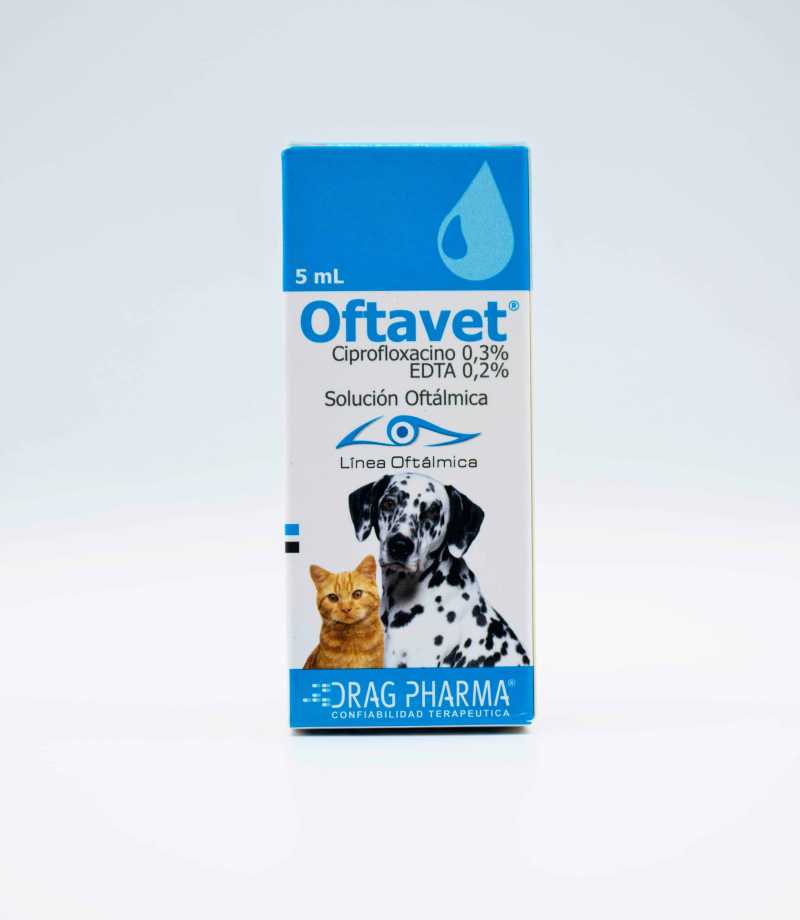 5 mL
Oftavet®
Ciprofloxacino 0,3%
EDTA 0,2%
Solución Oftálmica
Línea Oftálmica
DRAG PHARMA®
CONFIABILIDAD TERAPEUTICA